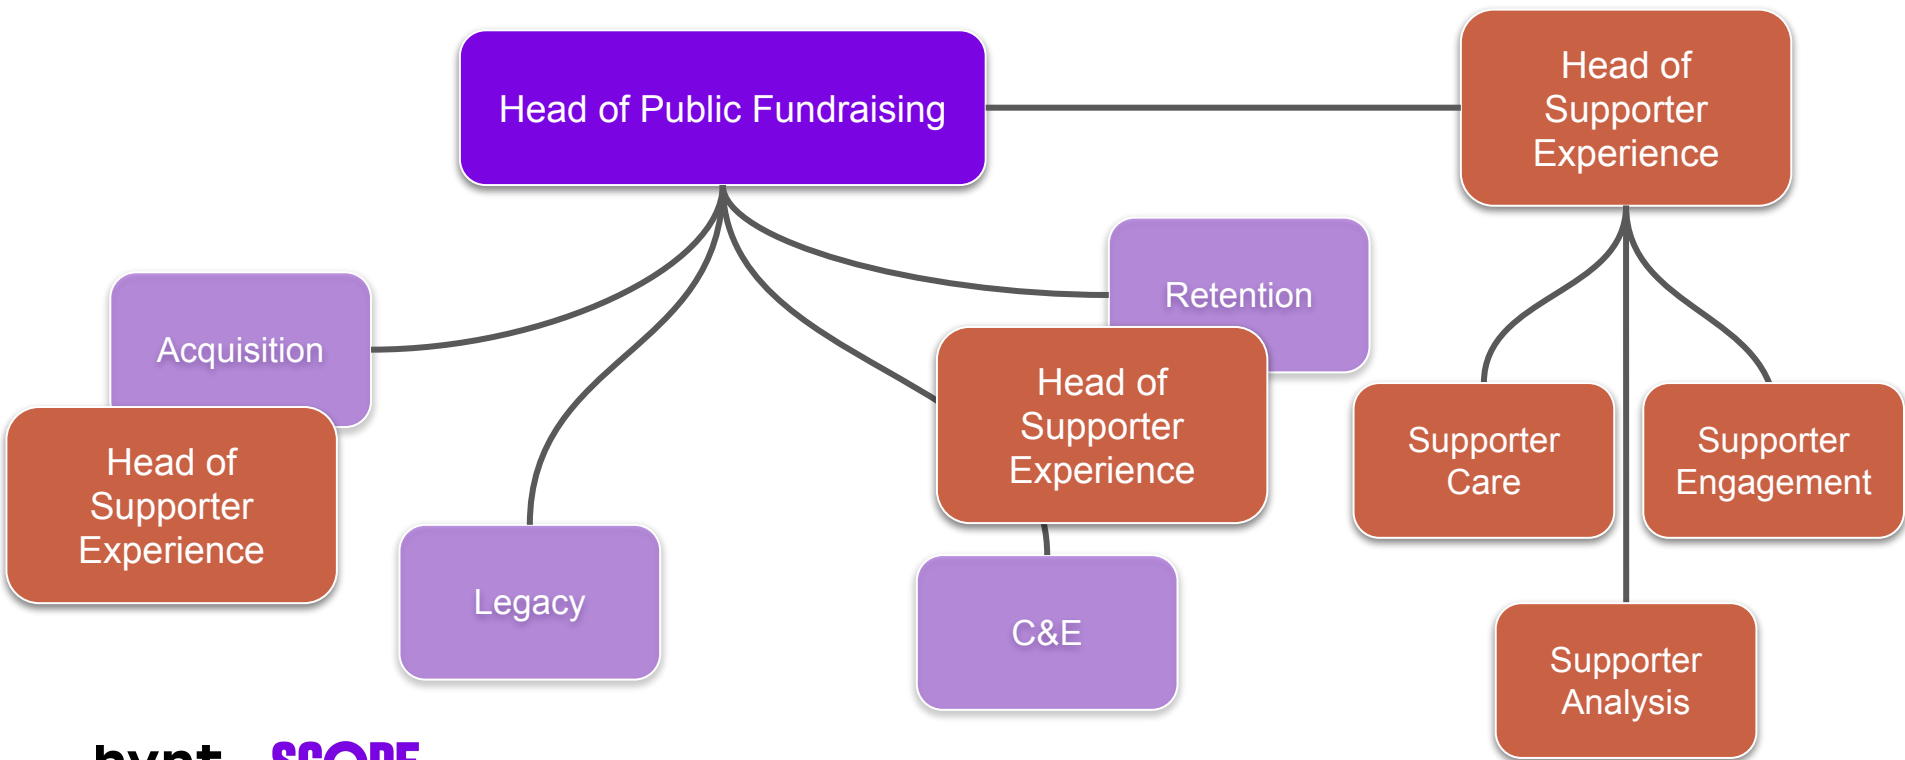 Head of Public Fundraising
Head of
Supporter
Experience
Acquisition
Retention
Head of
Supporter
Experience
Head of
Supporter
Experience
Legacy
C&E
Supporter
Care
Supporter
Engagement
Supporter
Analysis
SCOPE